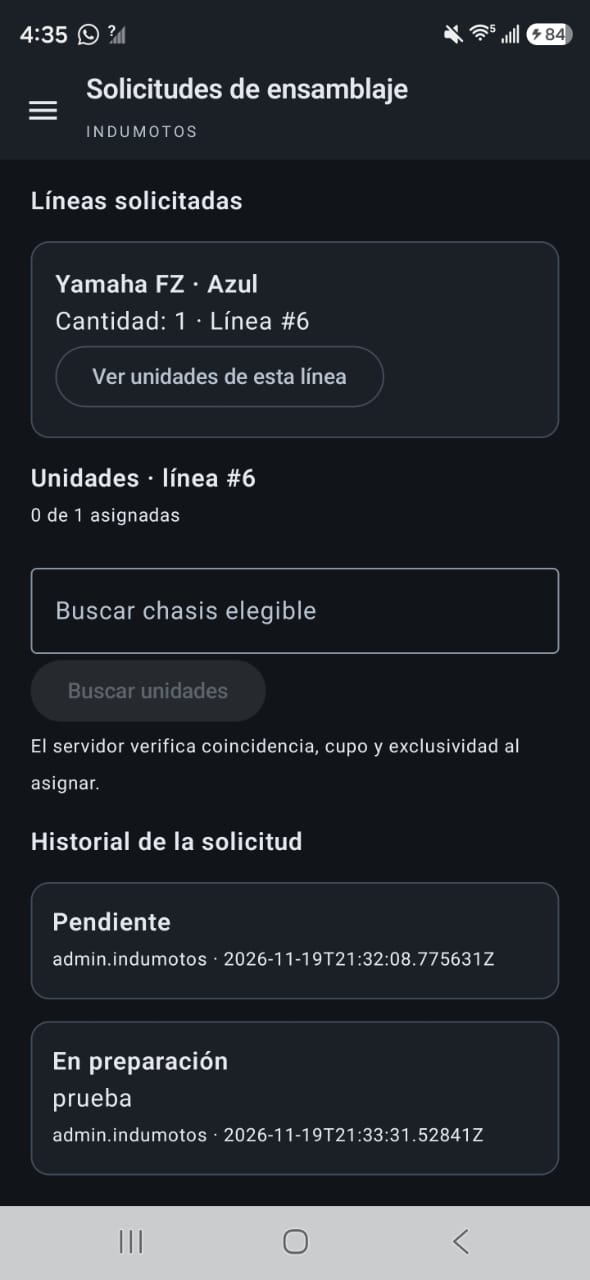 4:35
84
Solicitudes de ensamblaje
INDUMOTOS
Líneas solicitadas
Yamaha FZ · Azul
Cantidad: 1 · Línea #6
Ver unidades de esta línea
Unidades · línea #6
0 de 1 asignadas
Buscar chasis elegible
Buscar unidades
El servidor verifica coincidencia, cupo y exclusividad al
asignar.
Historial de la solicitud
Pendiente
admin.indumotos · 2026-11-19T21:32:08.775631Z
En preparación
prueba
admin.indumotos · 2026-11-19T21:33:31.52841Z